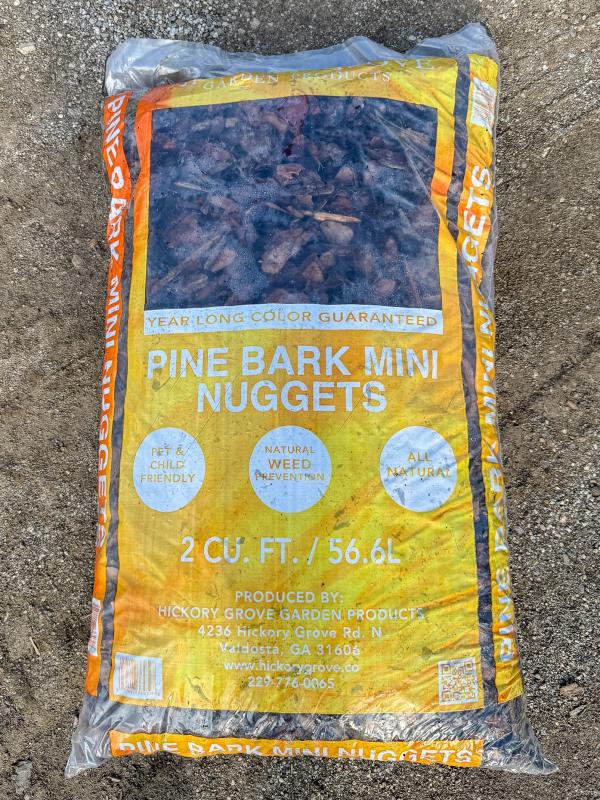 GROVE
GARDEN PRODUCTS
YEAR LONG COLOR GUARANTEED
PINE BARK MINI
NUGGETS
PET &
CHILD
FRIENDLY
NATURAL
WEED
PREVENTION
ALL
NATURAL
2 CU. FT. / 56.6L
PRODUCED BY:
HICKORY GROVE GARDEN PRODUCTS
4236 Hickory Grove Rd. N
Valdosta, GA 31606
www.hickorygrove.co
229-776-0065
PINE BARK MINI NUGGETS
PINE BARK MINI NUGGETS
PINE BARK MINI NUGGETS